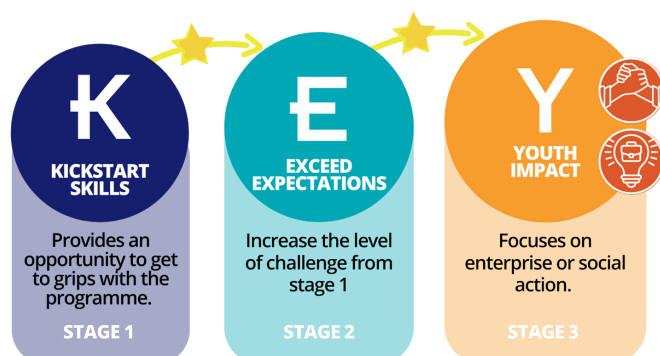 K
KICKSTART
SKILLS
Provides an
opportunity to get
to grips with the
programme.
STAGE 1
E
EXCEED
EXPECTATIONS
Increase the level
of challenge from
stage 1
STAGE 2
Y
YOUTH
IMPACT
Focuses on
enterprise or social
action.
STAGE 3